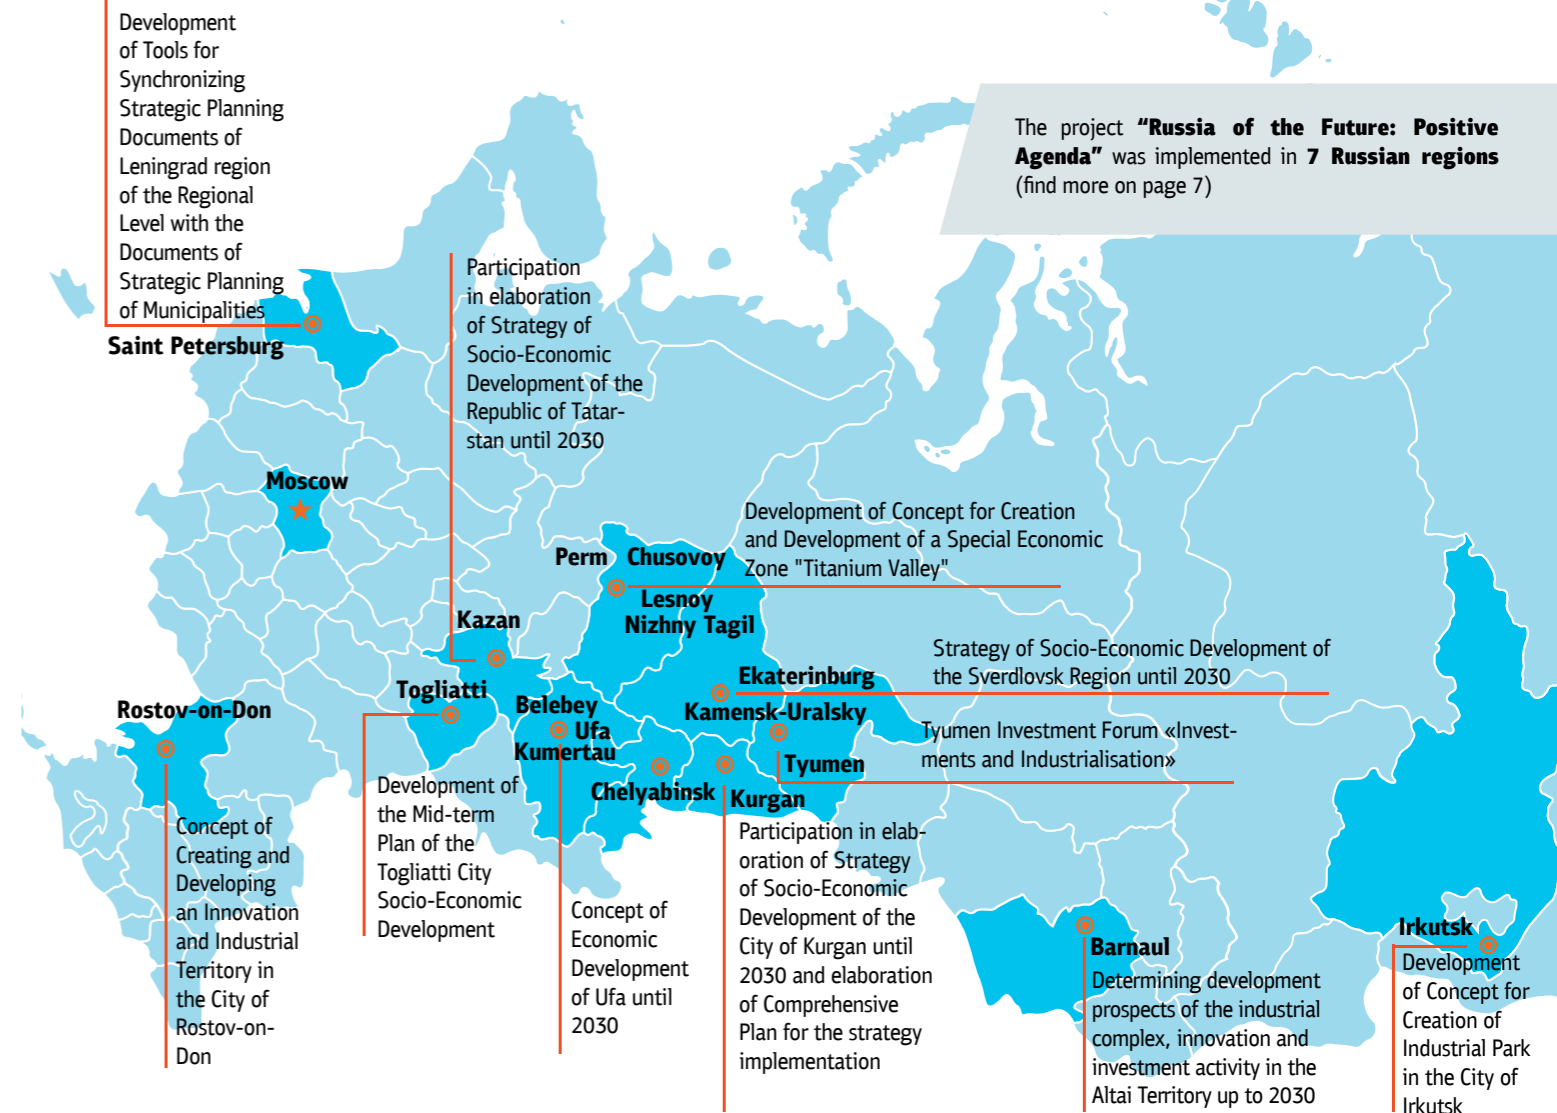 Development
of Tools for
Synchronizing
Strategic Planning
Documents of
Leningrad region
of the Regional
Level with the
Documents of
Strategic Planning
of Municipalities
Saint Petersburg
The project “Russia of the Future: Positive
Agenda” was implemented in 7 Russian regions
(find more on page 7)
Participation
in elaboration
of Strategy of
Socio-Economic
Development of the
Republic of Tatar-
stan until 2030
Moscow
Development of Concept for Creation
and Development of a Special Economic
Zone "Titanium Valley"
Perm Chusovoy
Lesnoy
Nizhny Tagil
Kazan
Strategy of Socio-Economic Development of
the Sverdlovsk Region until 2030
Ekaterinburg
Kamensk-Uralsky
Togliatti
Belebey
Ufa
Kumertau
Rostov-on-Don
Tyumen Investment Forum «Invest-
ments and Industrialisation»
Tyumen
Chelyabinsk
Kurgan
Development of
the Mid-term
Plan of the
Togliatti City
Socio-Economic
Development
Concept of
Creating and
Developing
an Innovation
and Industrial
Territory in
the City of
Rostov-on-
Don
Concept of
Economic
Development
of Ufa until
2030
Participation in elab-
oration of Strategy
of Socio-Economic
Development of the
City of Kurgan until
2030 and elaboration
of Comprehensive
Plan for the strategy
implementation
Barnaul
Determining development
prospects of the industrial
complex, innovation and
investment activity in the
Altai Territory up to 2030
Irkutsk
Development
of Concept for
Creation of
Industrial Park
in the City of
Irkutsk